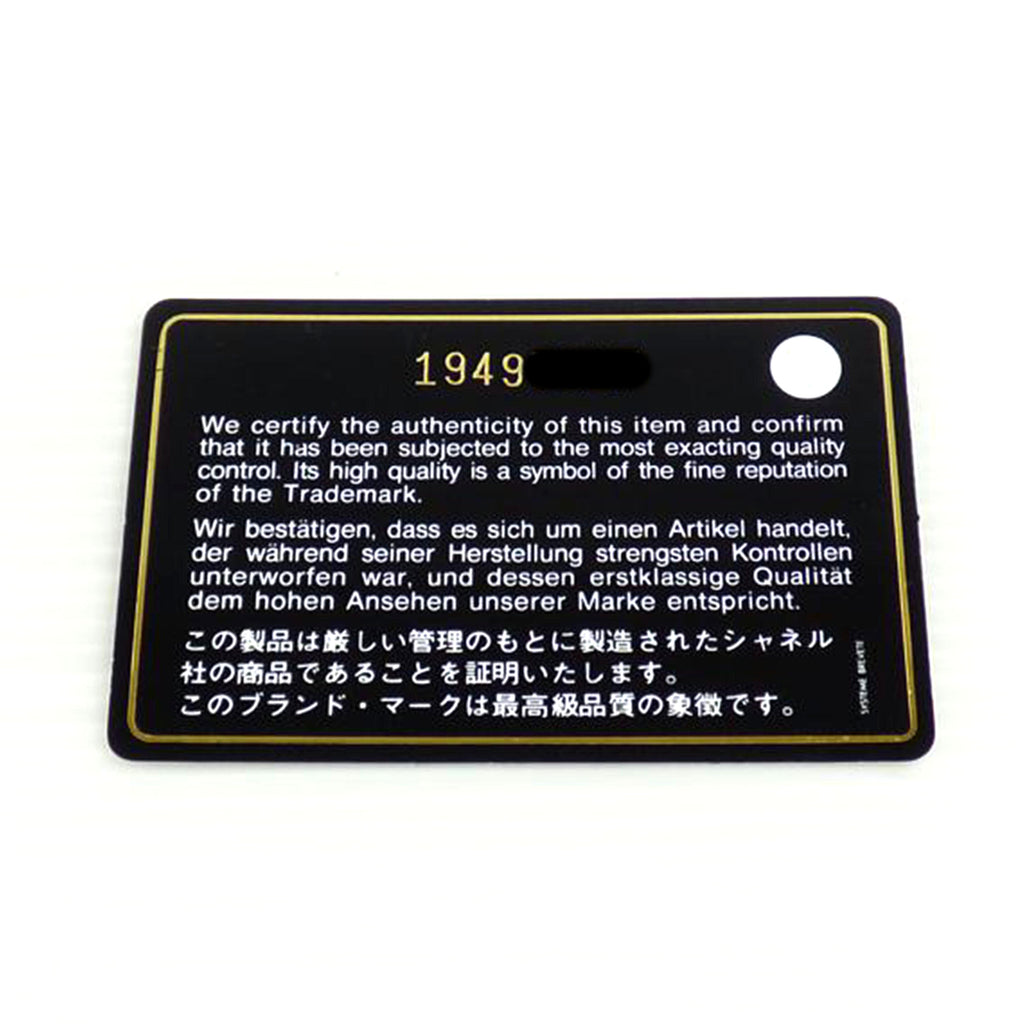 1949
We certify the authenticity of this item and confirm
that it has been subjected to the most exacting quality
control. Its high quality is a symbol of the fine reputation
of the Trademark.
Wir bestätigen, dass es sich um einen Artikel handelt,
der während seiner Herstellung strengsten Kontrollen
unterworfen war, und dessen erstklassige Qualität
dem hohen Ansehen unserer Marke entspricht.
この製品は厳しい管理のもとに製造されたシャネル
社の商品であることを証明いたします。
このブランド・マークは最高級品質の象徴です。
SYSTEME BREVETE